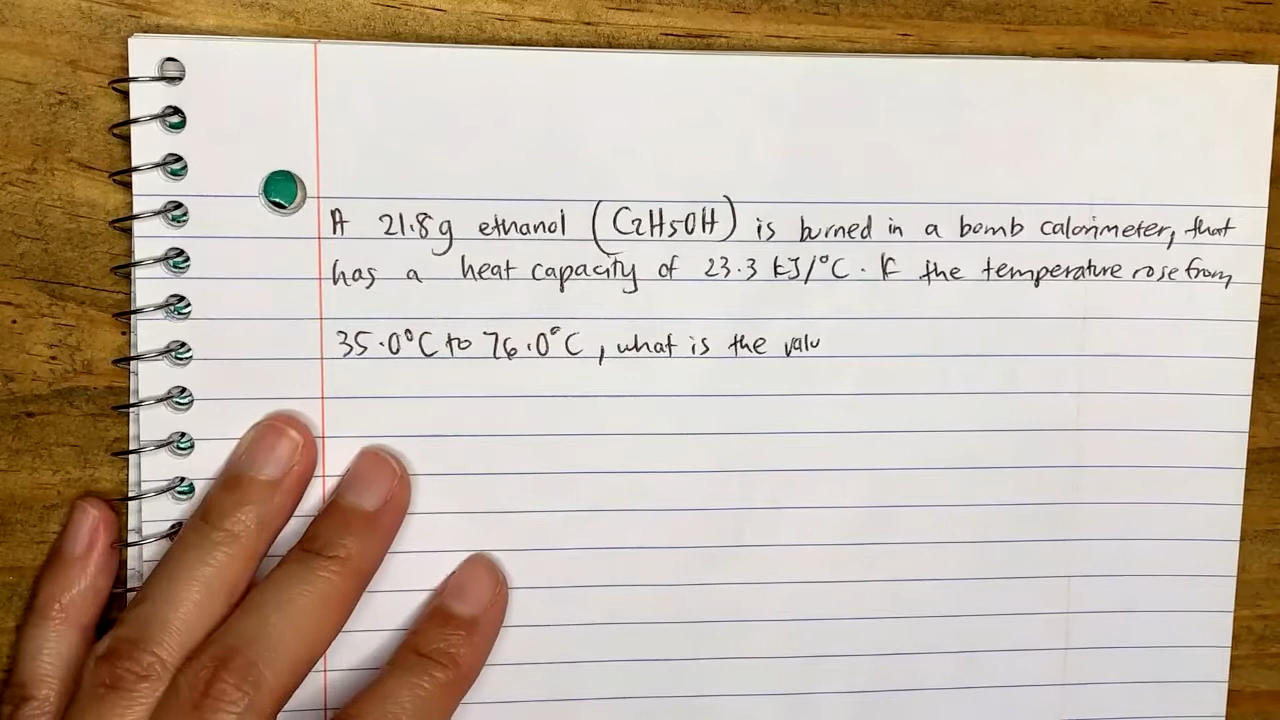 A 21.8g ethanol (C2H5OH) is burned in a bomb calorimeter, that
has a heat capacity of 23.3 kJ/°C. If the temperature rose from
35.0°C to 76.0°C, what is the valu